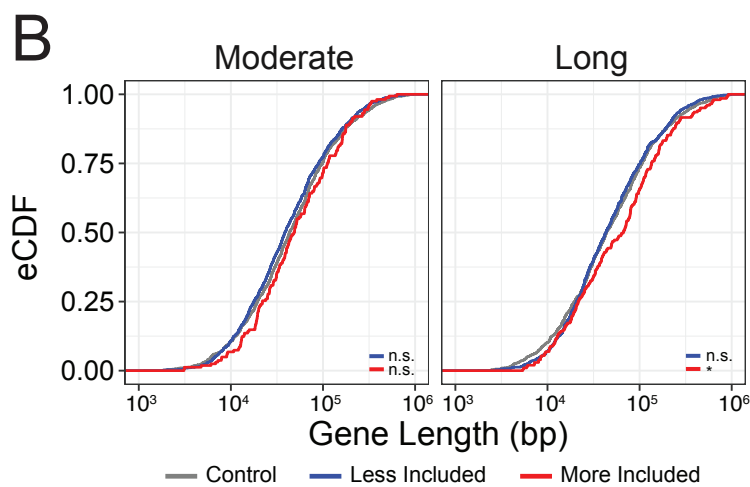 B
Moderate
Long
1.00
0.75
0.50
0.25
0.00
eCDF
n.s.
n.s.
n.s.
*
10³
10⁴
10⁵
10⁶
10³
10⁴
10⁵
10⁶
Gene Length (bp)
Control
Less Included
More Included